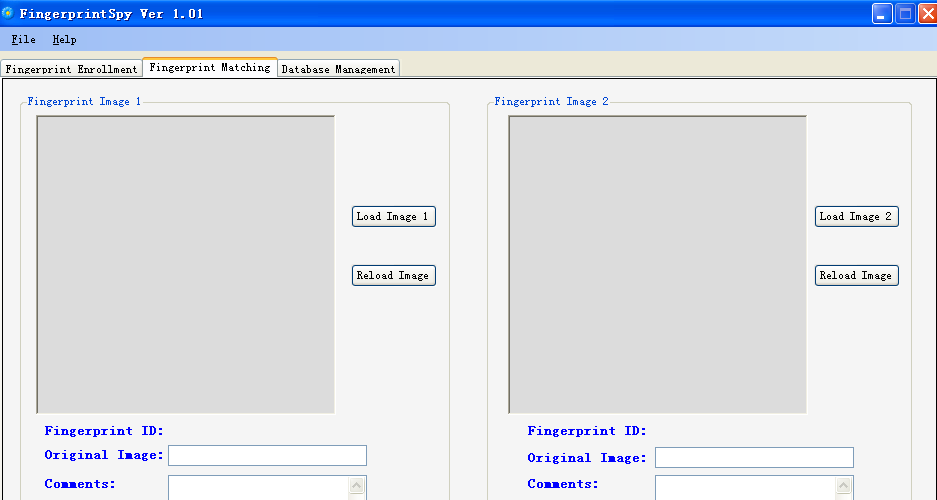 FingerprintSpy Ver 1.01
File Help
Fingerprint Enrollment Fingerprint Matching Database Management
Fingerprint Image 1
Load Image 1
Reload Image
Fingerprint ID:
Original Image:
Comments:
Fingerprint Image 2
Load Image 2
Reload Image
Fingerprint ID:
Original Image:
Comments: